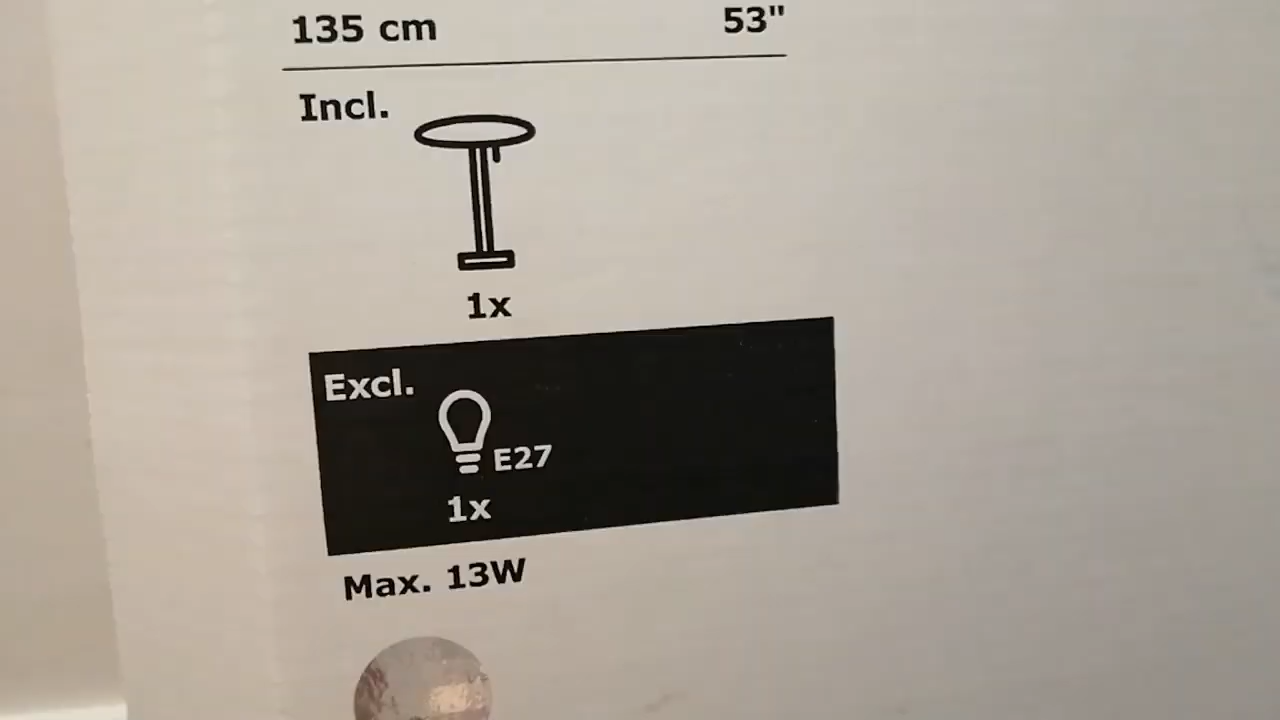 135 cm 53"
Incl.
1x
Excl.
E27
1x
Max. 13W